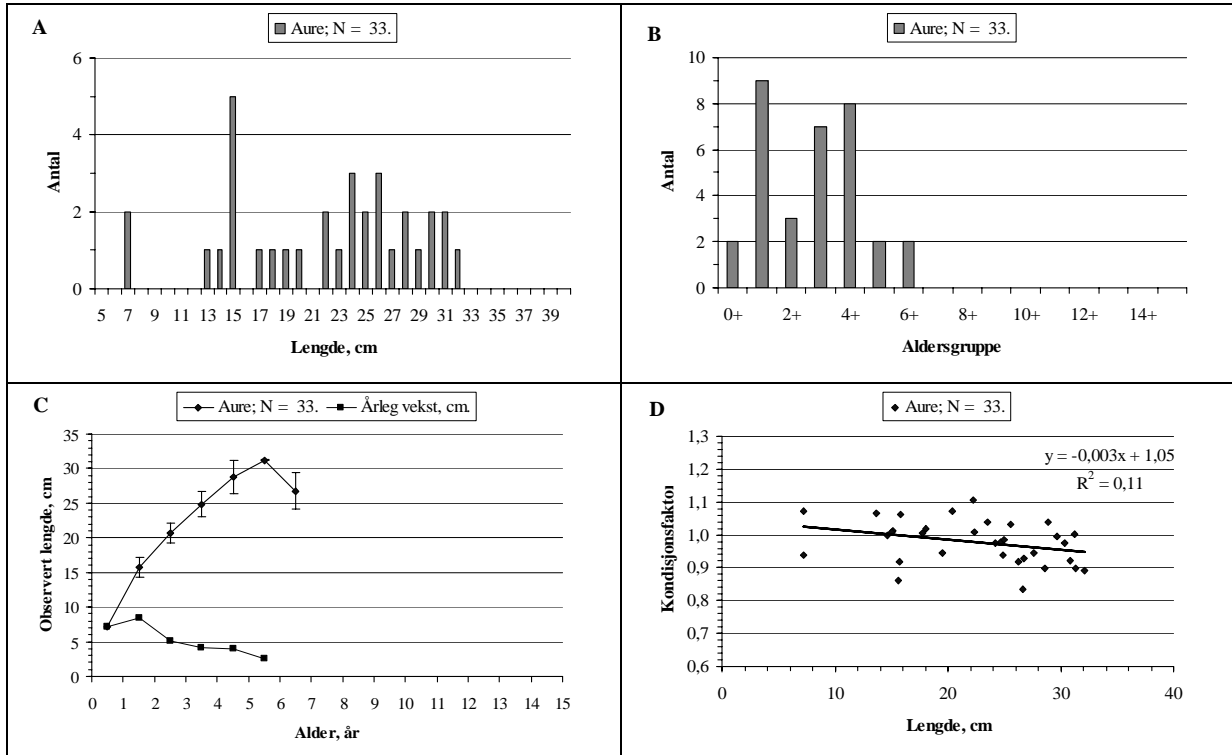 A
Aure; N = 33.
6
4
2
0
Antal
5 7 9 11 13 15 17 19 21 23 25 27 29 31 33 35 37 39
Lengde, cm
B
Aure; N = 33.
10
8
6
4
2
0
Antal
0+ 2+ 4+ 6+ 8+ 10+ 12+ 14+
Aldersgruppe
C
Aure; N = 33. Årleg vekst, cm.
35
30
25
20
15
10
5
0
Observert lengde, cm
0 1 2 3 4 5 6 7 8 9 10 11 12 13 14 15
Alder, år
D
Aure; N = 33.
y = -0,003x + 1,05
R² = 0,11
1,3
1,2
1,1
1,0
0,9
0,8
0,7
0,6
Kondisjonsfaktor
0 10 20 30 40
Lengde, cm